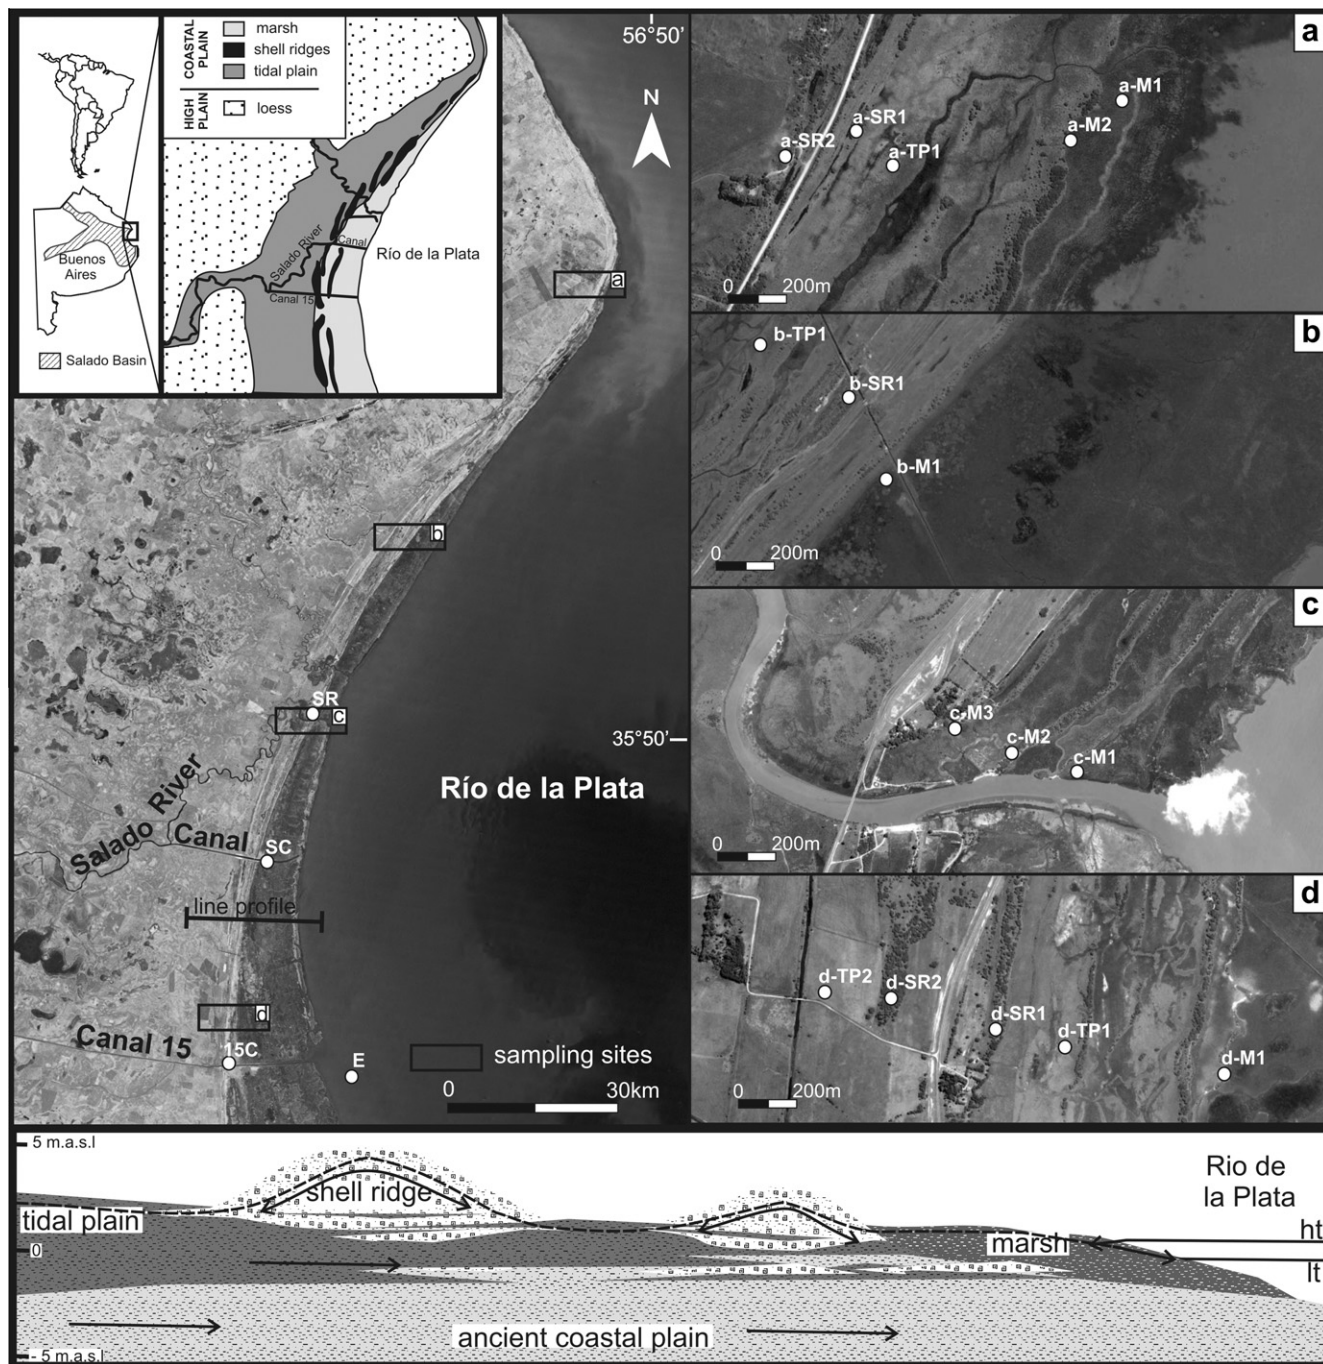 COASTAL
PLAIN
marsh
shell ridges
tidal plain
HIGH
PLAIN
loess
Buenos
Aires
Salado Basin
Salado River
Canal
Canal 15
Río de la Plata
56°50'
N
a
b
SR
c
35°50'
Río de la Plata
Salado River
Canal
SC
line profile
d
Canal 15
15C
E
sampling sites
0 30km
a
a-M1
a-SR1
a-M2
a-SR2
a-TP1
0 200m
b
b-TP1
b-SR1
b-M1
0 200m
c
c-M3
c-M2
c-M1
0 200m
d
d-TP2
d-SR2
d-SR1
d-TP1
d-M1
0 200m
5 m.a.s.l
shell ridge
tidal plain
0
marsh
Rio de
la Plata
ht
lt
ancient coastal plain
- 5 m.a.s.l